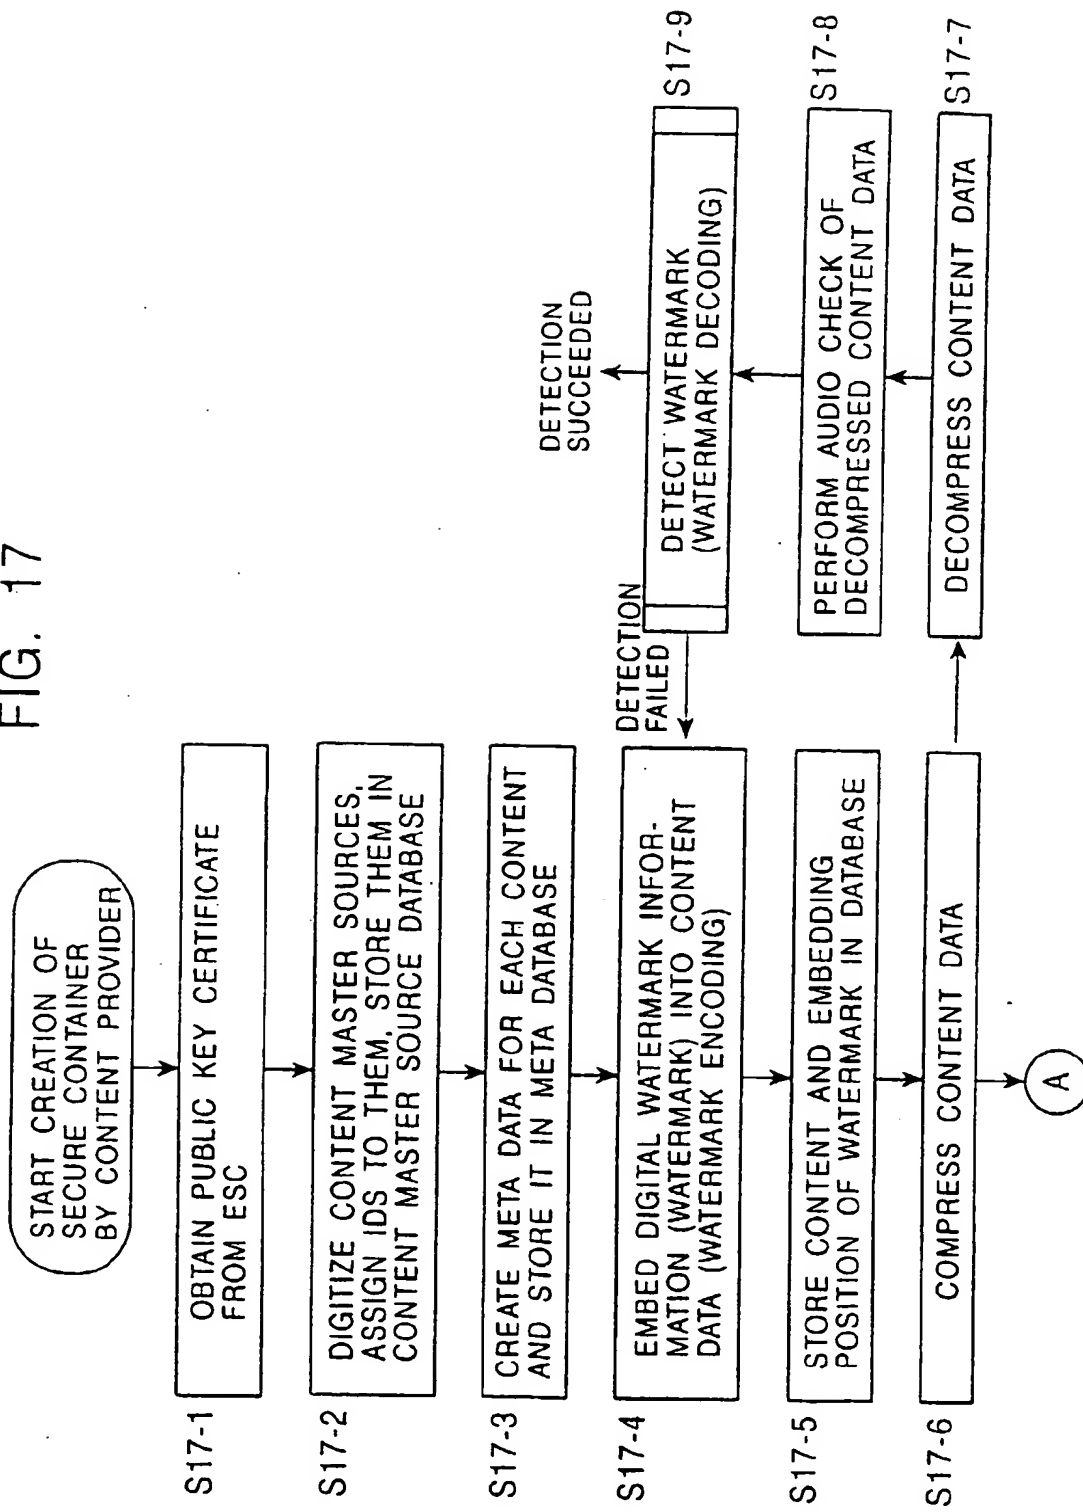 FIG. 17
START CREATION OF
SECURE CONTAINER
BY CONTENT PROVIDER
S17-1
OBTAIN PUBLIC KEY CERTIFICATE
FROM ESC
S17-2
DIGITIZE CONTENT MASTER SOURCES,
ASSIGN IDS TO THEM, STORE THEM IN
CONTENT MASTER SOURCE DATABASE
S17-3
CREATE META DATA FOR EACH CONTENT
AND STORE IT IN META DATABASE
S17-4
EMBED DIGITAL WATERMARK INFOR-
MATION (WATERMARK) INTO CONTENT
DATA (WATERMARK ENCODING)
S17-5
STORE CONTENT AND EMBEDDING
POSITION OF WATERMARK IN DATABASE
S17-6
COMPRESS CONTENT DATA
A
DECOMPRESS CONTENT DATA
S17-7
PERFORM AUDIO CHECK OF
DECOMPRESSED CONTENT DATA
S17-8
DETECT WATERMARK
(WATERMARK DECODING)
S17-9
DETECTION
FAILED
DETECTION
SUCCEEDED